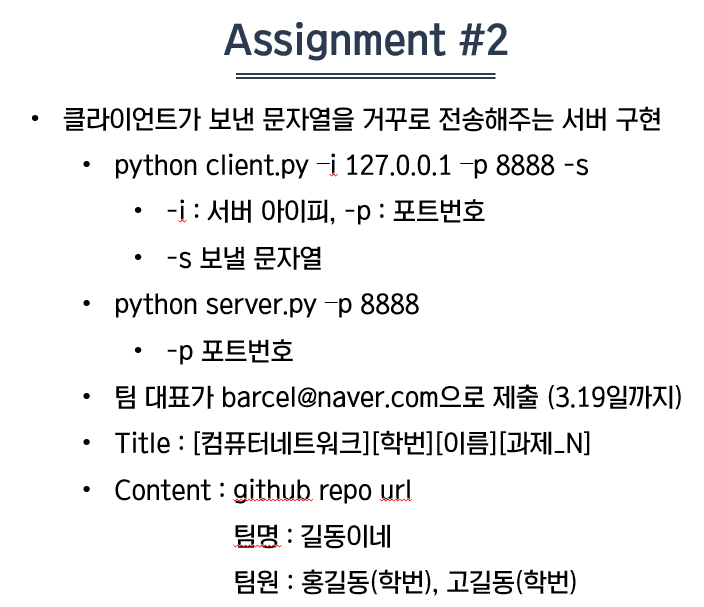 Assignment #2
• 클라이언트가 보낸 문자열을 거꾸로 전송해주는 서버 구현
• python client.py –i 127.0.0.1 –p 8888 -s
• -i : 서버 아이피, -p : 포트번호
• -s 보낼 문자열
• python server.py –p 8888
• -p 포트번호
• 팀 대표가 barcel@naver.com으로 제출 (3.19일까지)
• Title : [컴퓨터네트워크][학번][이름][과제_N]
• Content : github repo url
팀명 : 길동이네
팀원 : 홍길동(학번), 고길동(학번)